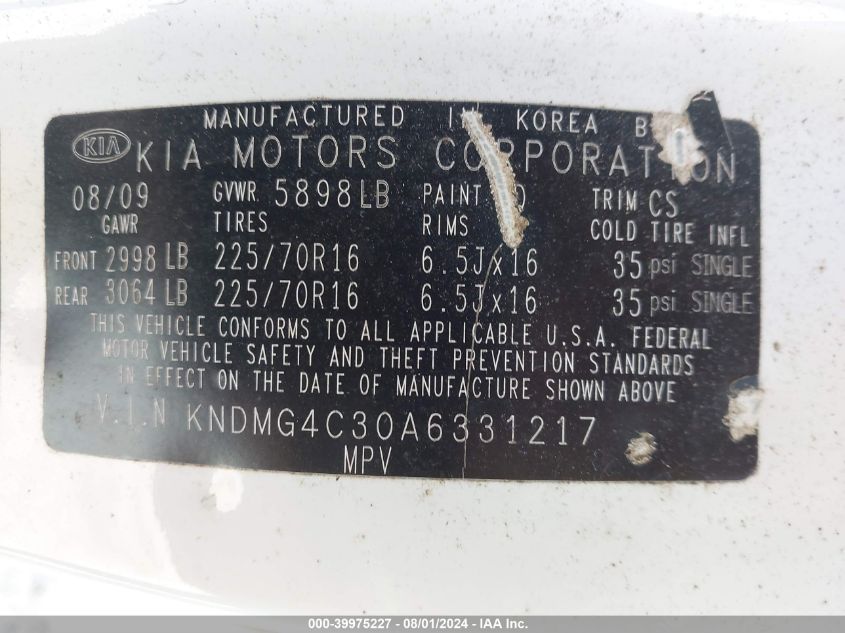 MANUFACTURED IN KOREA B
KIA KIA MOTORS CORPORATION
08/09 GVWR 5898LB PAINT D TRIM CS
GAWR TIRES RIMS COLD TIRE INFL
FRONT 2998 LB 225/70R16 6.5Jx16 35 psi SINGLE
REAR 3064 LB 225/70R16 6.5Jx16 35 psi SINGLE
THIS VEHICLE CONFORMS TO ALL APPLICABLE U.S.A. FEDERAL
MOTOR VEHICLE SAFETY AND THEFT PREVENTION STANDARDS
IN EFFECT ON THE DATE OF MANUFACTURE SHOWN ABOVE
V.I.N KNDMG4C30A6331217
MPV
000-39975227 - 08/01/2024 - IAA Inc.